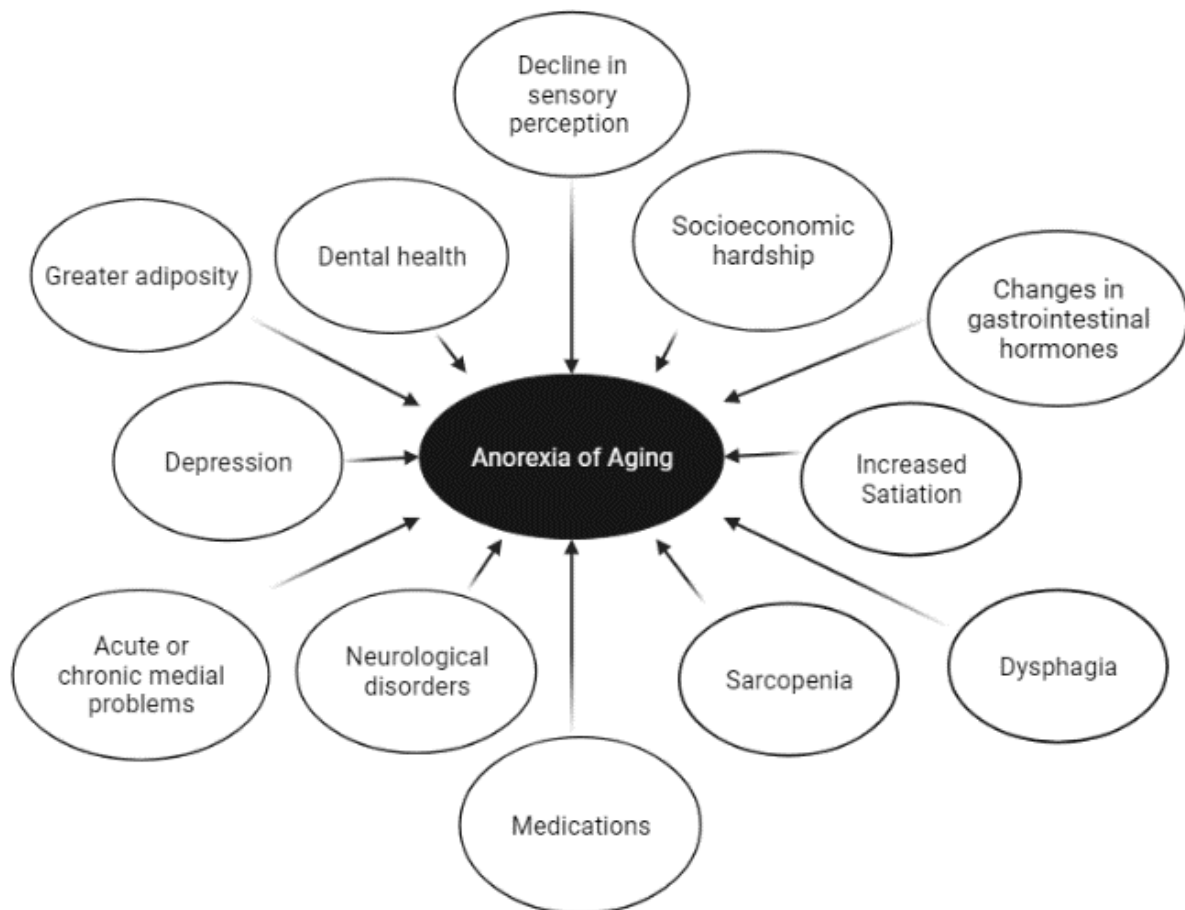 Decline in
sensory
perception
Socioeconomic
hardship
Dental health
Greater adiposity
Changes in
gastrointestinal
hormones
Depression
Anorexia of Aging
Increased
Satiation
Acute or
chronic medial
problems
Neurological
disorders
Sarcopenia
Dysphagia
Medications